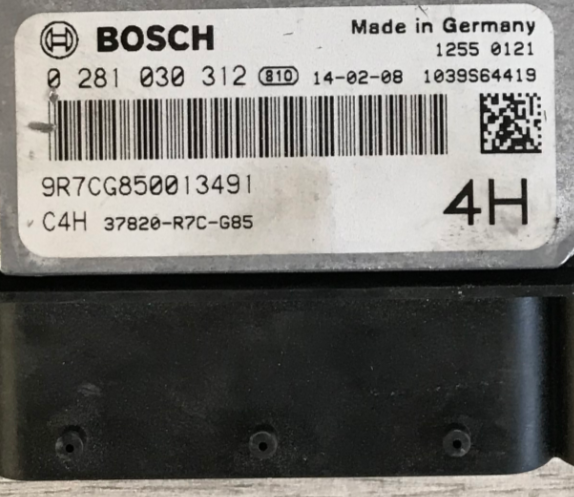 BOSCH
Made in Germany
1255 0121
0 281 030 312 810 14-02-08 1039S64419
9R7CG850013491
4H
C4H 37820-R7C-G85